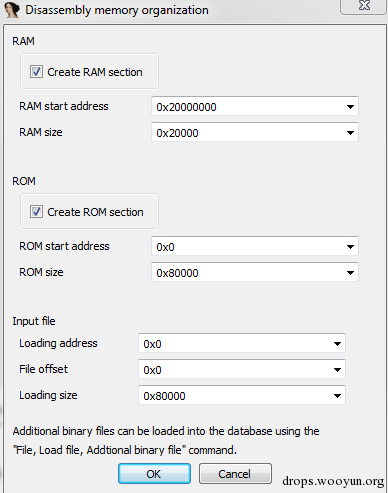 Disassembly memory organization
RAM
Create RAM section
RAM start address 0x20000000
RAM size 0x20000
ROM
Create ROM section
ROM start address 0x0
ROM size 0x80000
Input file
Loading address 0x0
File offset 0x0
Loading size 0x80000
Additional binary files can be loaded into the database using the
"File, Load file, Addtional binary file" command.
OK Cancel
drops.wooyun.org